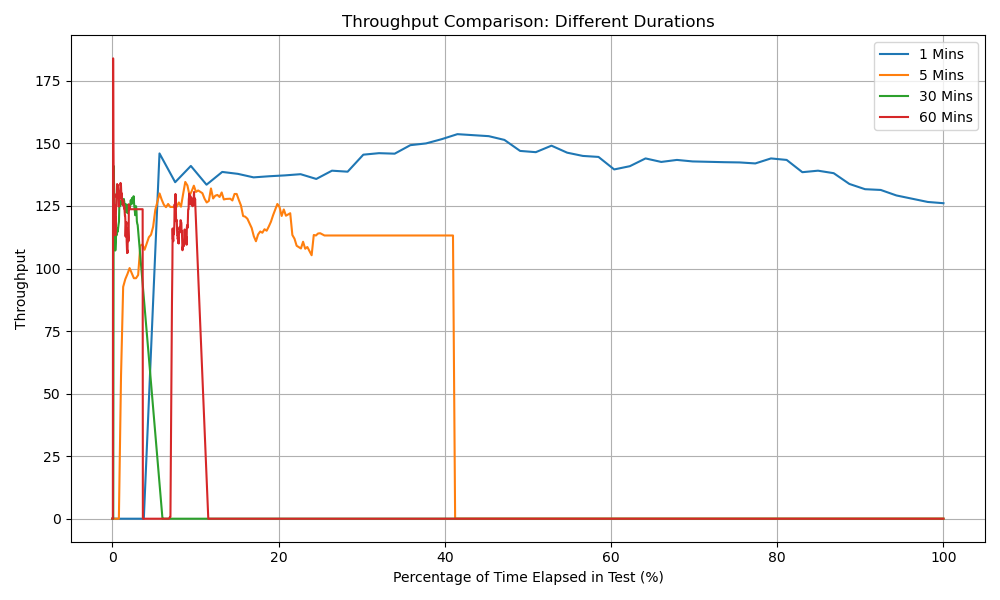 Throughput Comparison: Different Durations
1 Mins
5 Mins
30 Mins
60 Mins
Throughput
175
150
125
100
75
50
25
0
0 20 40 60 80 100
Percentage of Time Elapsed in Test (%)